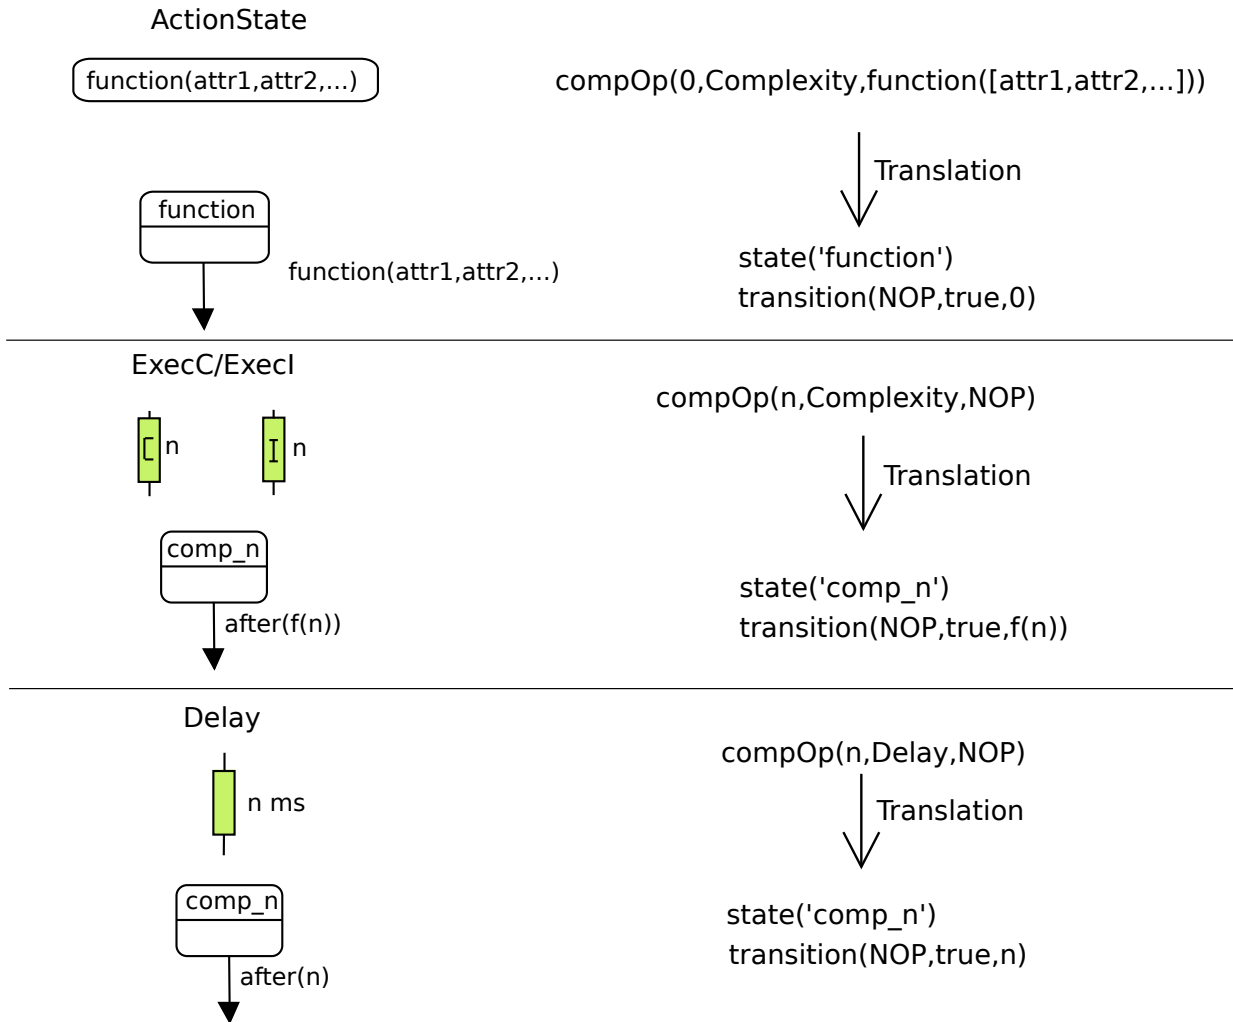 ActionState
function(attr1,attr2,...)
compOp(0,Complexity,function([attr1,attr2,...]))
Translation
function
function(attr1,attr2,...)
state('function')
transition(NOP,true,0)
ExecC/ExecI
C n
I n
compOp(n,Complexity,NOP)
Translation
comp_n
after(f(n))
state('comp_n')
transition(NOP,true,f(n))
Delay
n ms
compOp(n,Delay,NOP)
Translation
comp_n
after(n)
state('comp_n')
transition(NOP,true,n)